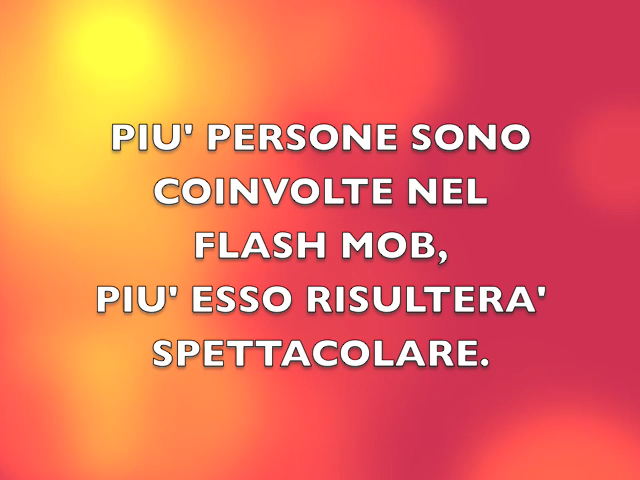 PIU' PERSONE SONO
COINVOLTE NEL
FLASH MOB,
PIU' ESSO RISULTERA'
SPETTACOLARE.